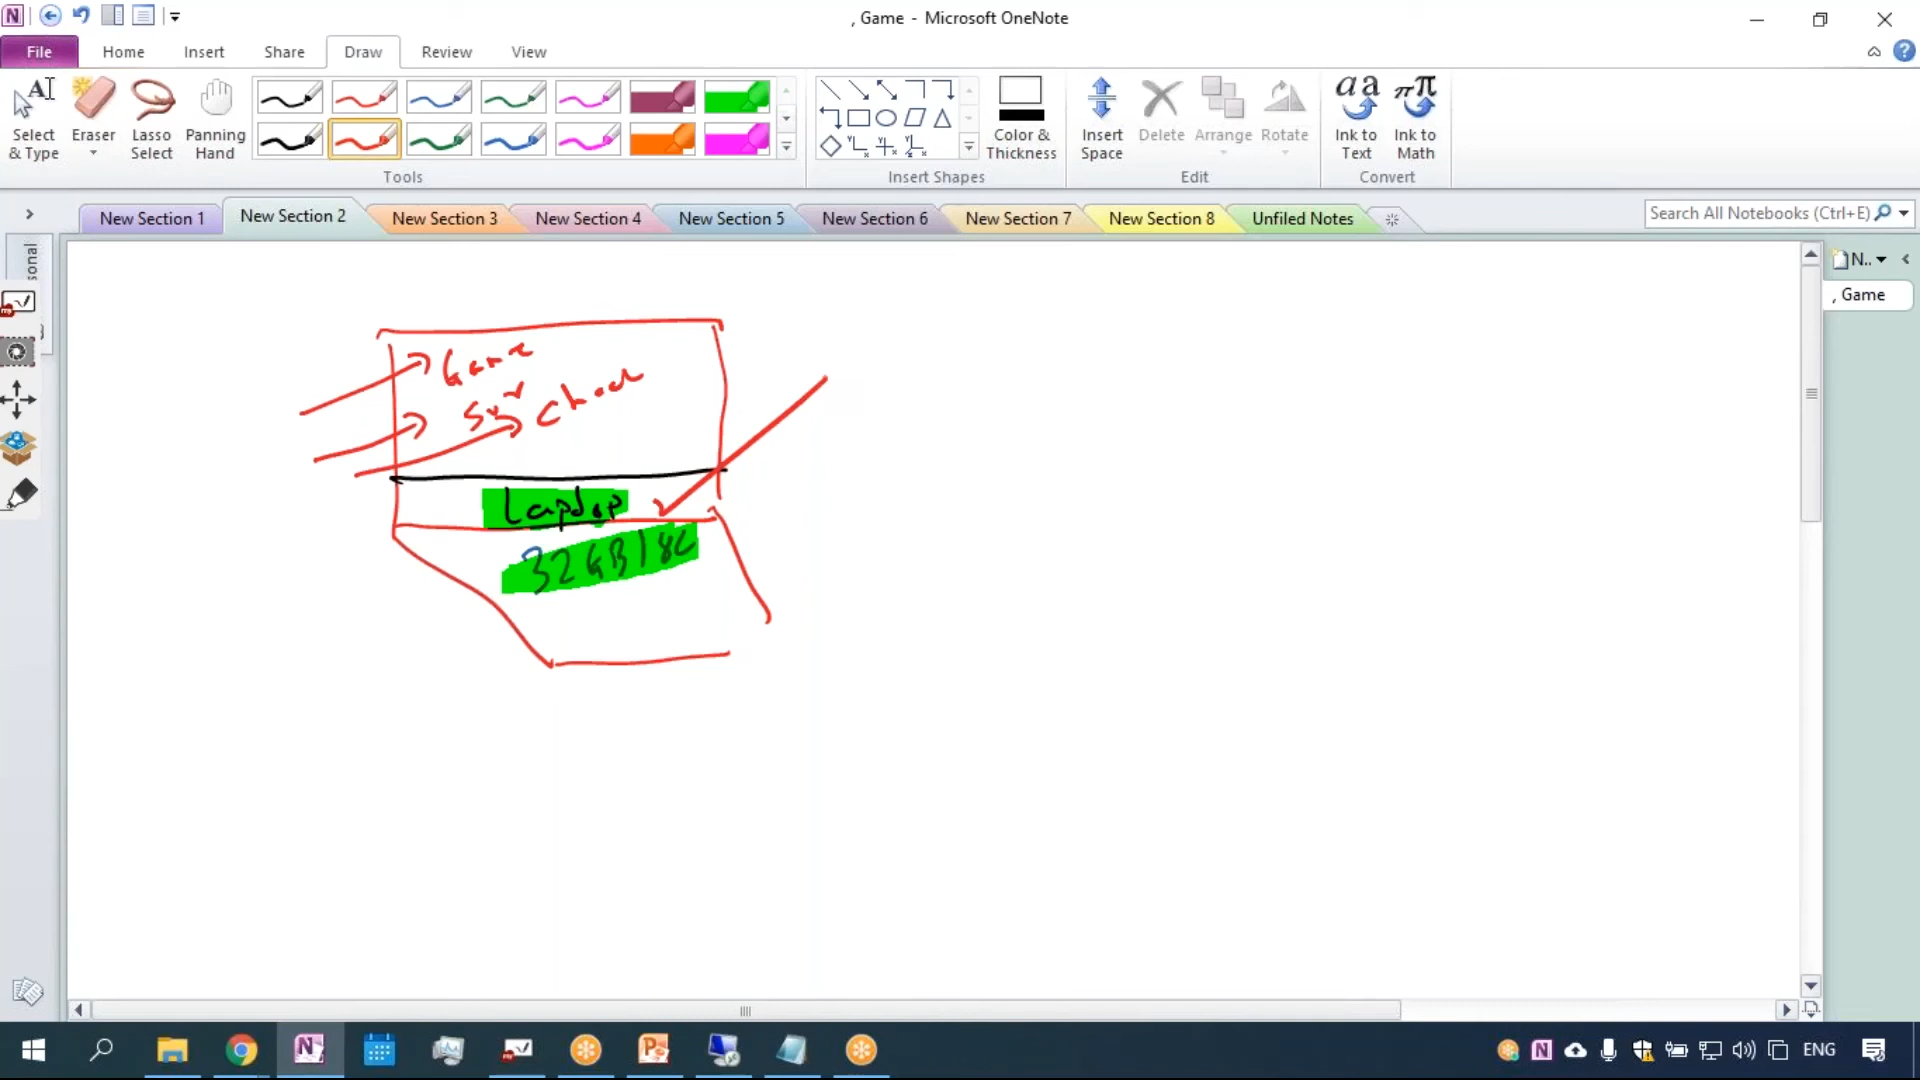 , Game - Microsoft OneNote
File Home Insert Share Draw Review View
Select & Type
Eraser
Lasso Select
Panning Hand
Color & Thickness
Insert Space
Delete
Arrange
Rotate
Ink to Text
Ink to Math
Tools
Insert Shapes
Edit
Convert
New Section 1 New Section 2 New Section 3 New Section 4 New Section 5 New Section 6 New Section 7 New Section 8 Unfiled Notes
Search All Notebooks (Ctrl+E)
sonal
N..
, Game
Game
Laptop
32GB
ENG